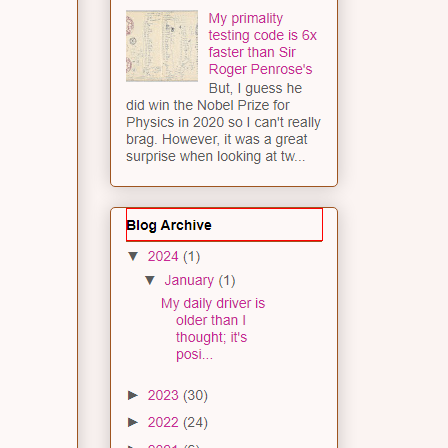 My primality
testing code is 6x
faster than Sir
Roger Penrose's
But, I guess he
did win the Nobel Prize for
Physics in 2020 so I can't really
brag. However, it was a great
surprise when looking at tw...
Blog Archive
▼ 2024 (1)
▼ January (1)
My daily driver is
older than I
thought; it's
posi...
► 2023 (30)
► 2022 (24)